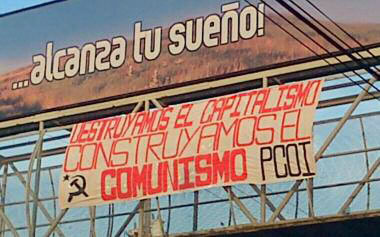 ...alcanza tu sueño!
DESTRUYAMOS EL CAPITALISMO
CONSTRUYAMOS EL
COMUNISMO PCOI